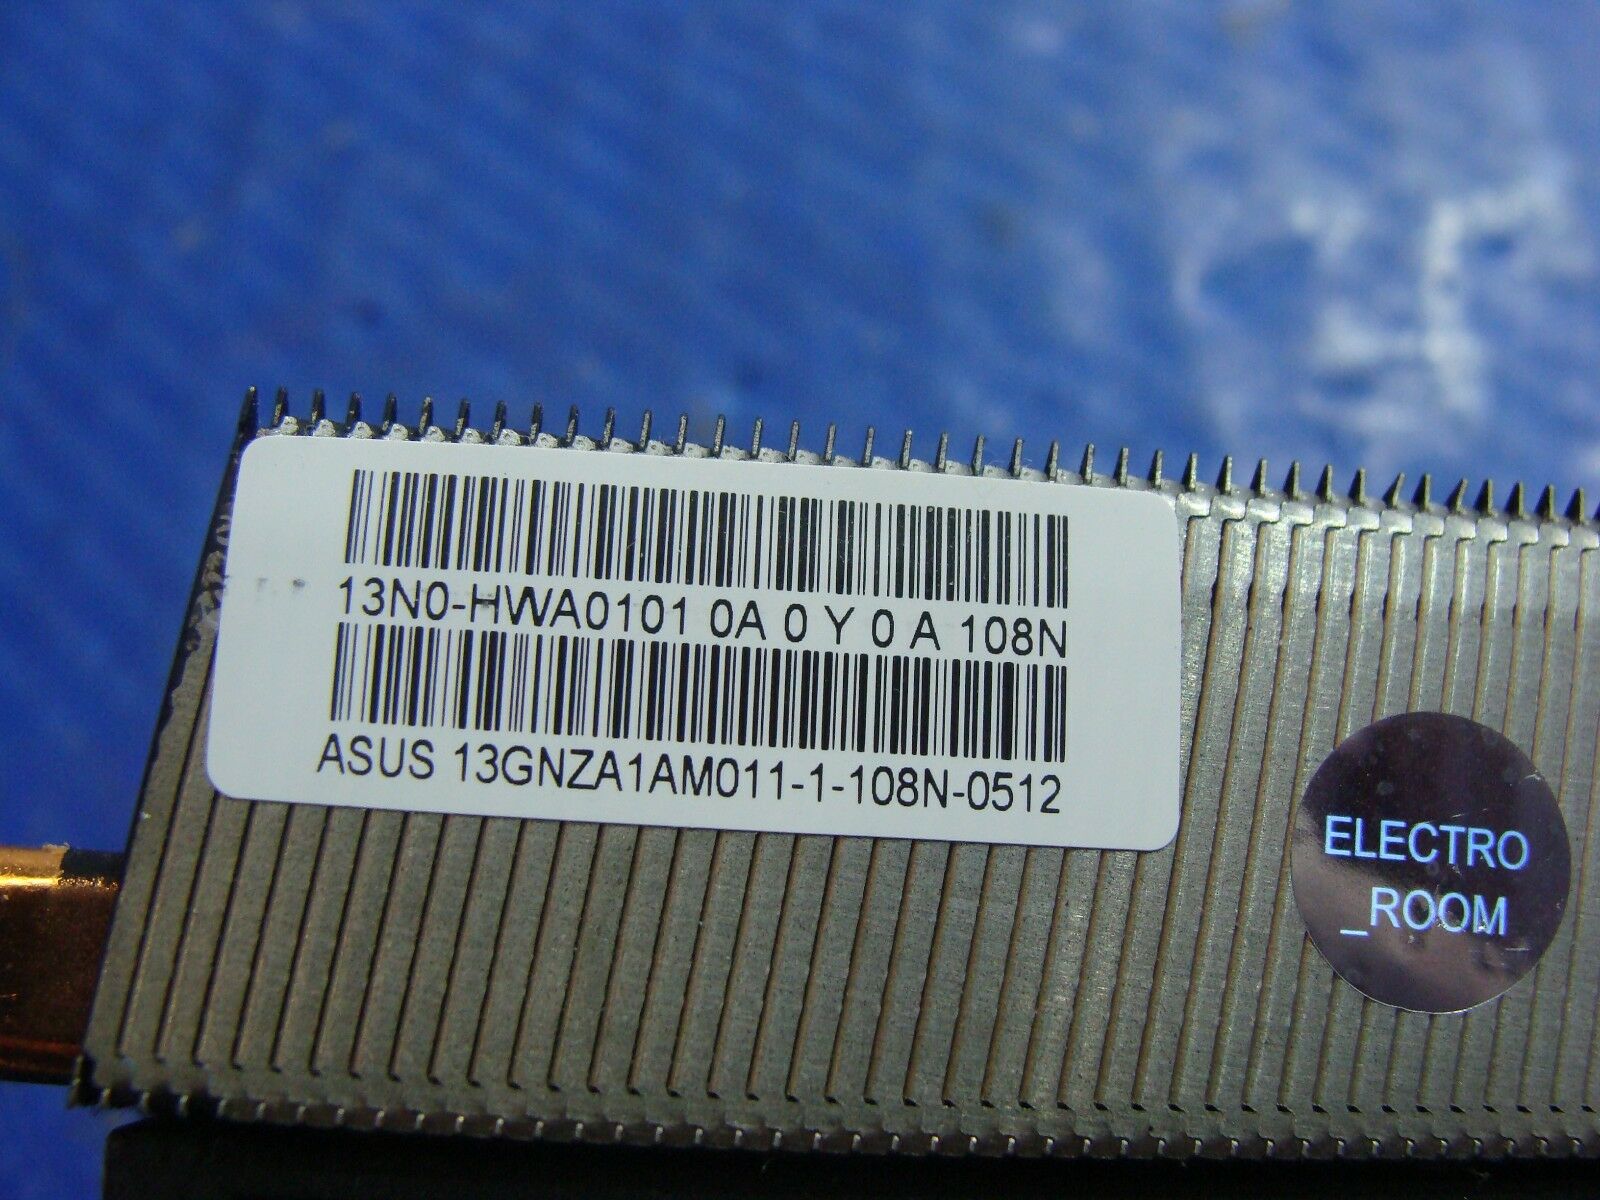 13N0-HWA0101 0A 0 Y 0 A 108N
ASUS 13GNZA1AM011-1-108N-0512
ELECTRO
_ROOM